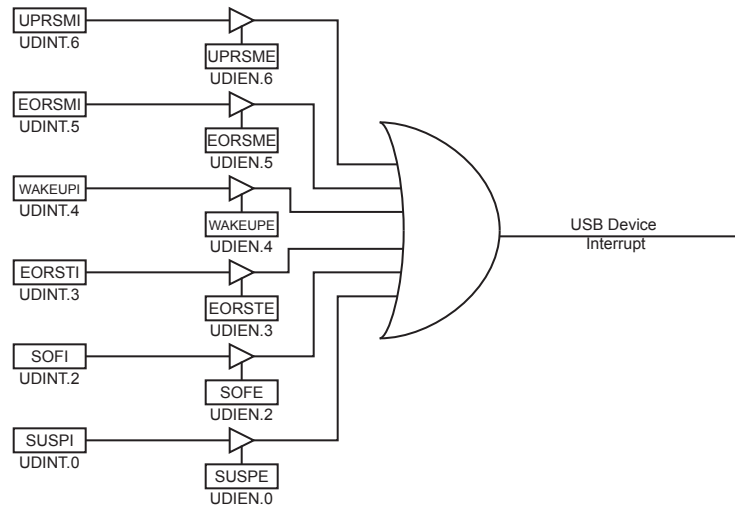 UPRSMI
UDINT.6
UPRSME
UDIEN.6
EORSMI
UDINT.5
EORSME
UDIEN.5
WAKEUPI
UDINT.4
WAKEUPE
UDIEN.4
USB Device
Interrupt
EORSTI
UDINT.3
EORSTE
UDIEN.3
SOFI
UDINT.2
SOFE
UDIEN.2
SUSPI
UDINT.0
SUSPE
UDIEN.0